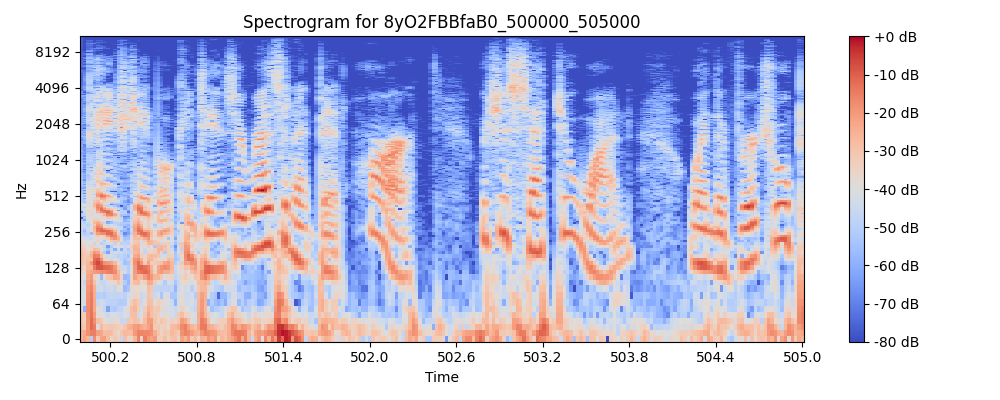 Spectrogram for 8yO2FBBfaB0_500000_505000
8192
4096
2048
1024
512
256
128
64
0
Hz
500.2 500.8 501.4 502.0 502.6 503.2 503.8 504.4 505.0
Time
+0 dB
-10 dB
-20 dB
-30 dB
-40 dB
-50 dB
-60 dB
-70 dB
-80 dB